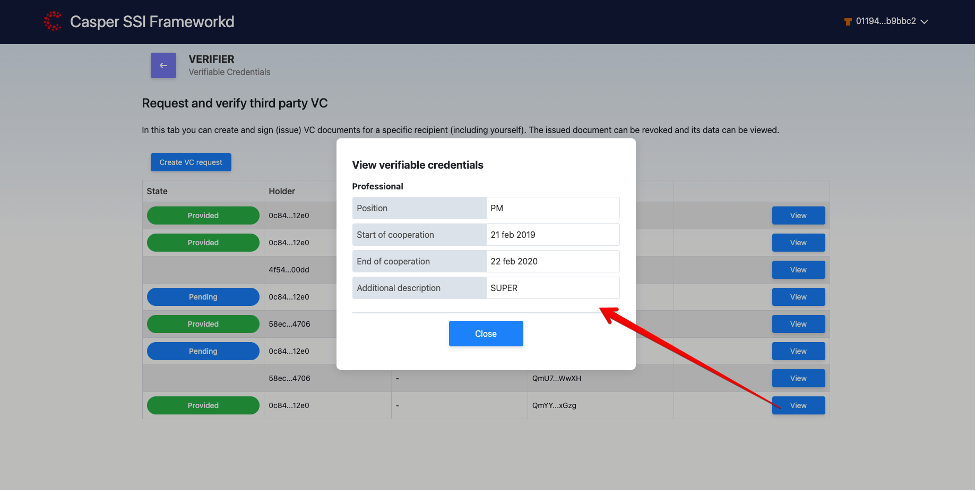 Casper SSI Frameworkd
01194...b9bbc2
VERIFIER
Verifiable Credentials
Request and verify third party VC
In this tab you can create and sign (issue) VC documents for a specific recipient (including yourself). The issued document can be revoked and its data can be viewed.
Create VC request
State Holder
Provided 0c84...12e0 View
Provided 0c84...12e0 View
4f54...00dd View
Pending 0c84...12e0 View
Provided 58ec...4706 View
Pending 0c84...12e0 View
58ec...4706 - QmU7...WwXH View
Provided 0c84...12e0 - QmYY...xGzg View
View verifiable credentials
Professional
Position PM
Start of cooperation 21 feb 2019
End of cooperation 22 feb 2020
Additional description SUPER
Close